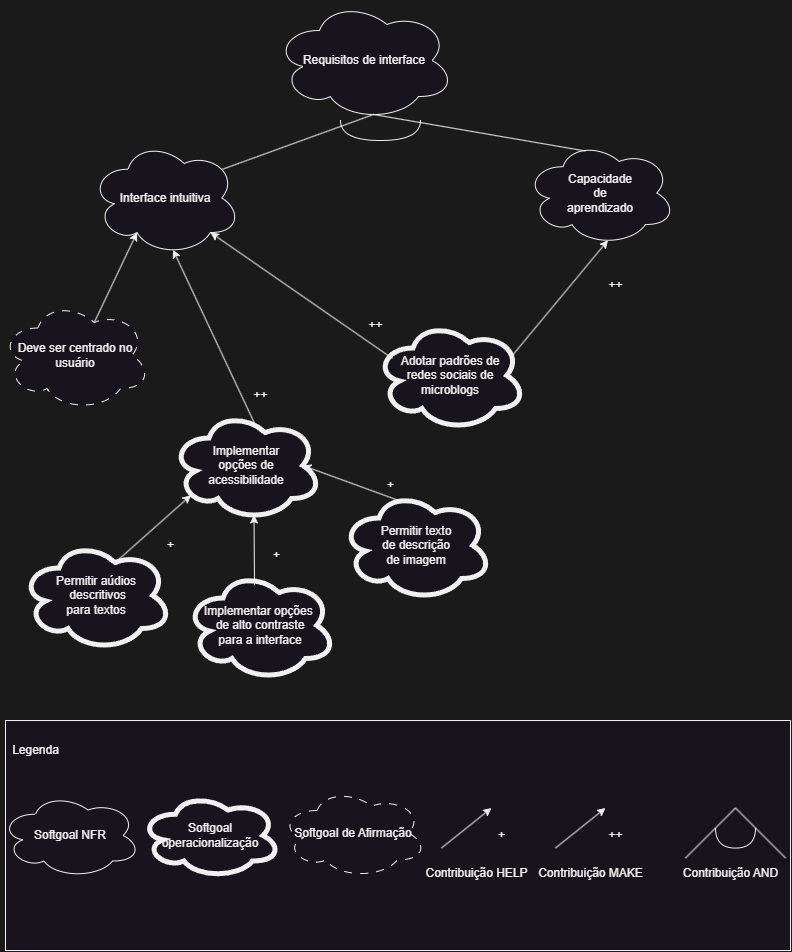 Requisitos de interface
Interface intuitiva
Capacidade
de
aprendizado
++
++
Deve ser centrado no
usuário
Adotar padrões de
redes sociais de
microblogs
++
Implementar
opções de
acessibilidade
+
Permitir texto
de descrição
de imagem
+
+
Permitir aúdios
descritivos
para textos
Implementar opções
de alto contraste
para a interface
Legenda
Softgoal NFR
Softgoal
operacionalização
Softgoal de Afirmação
+
Contribuição HELP
++
Contribuição MAKE
Contribuição AND